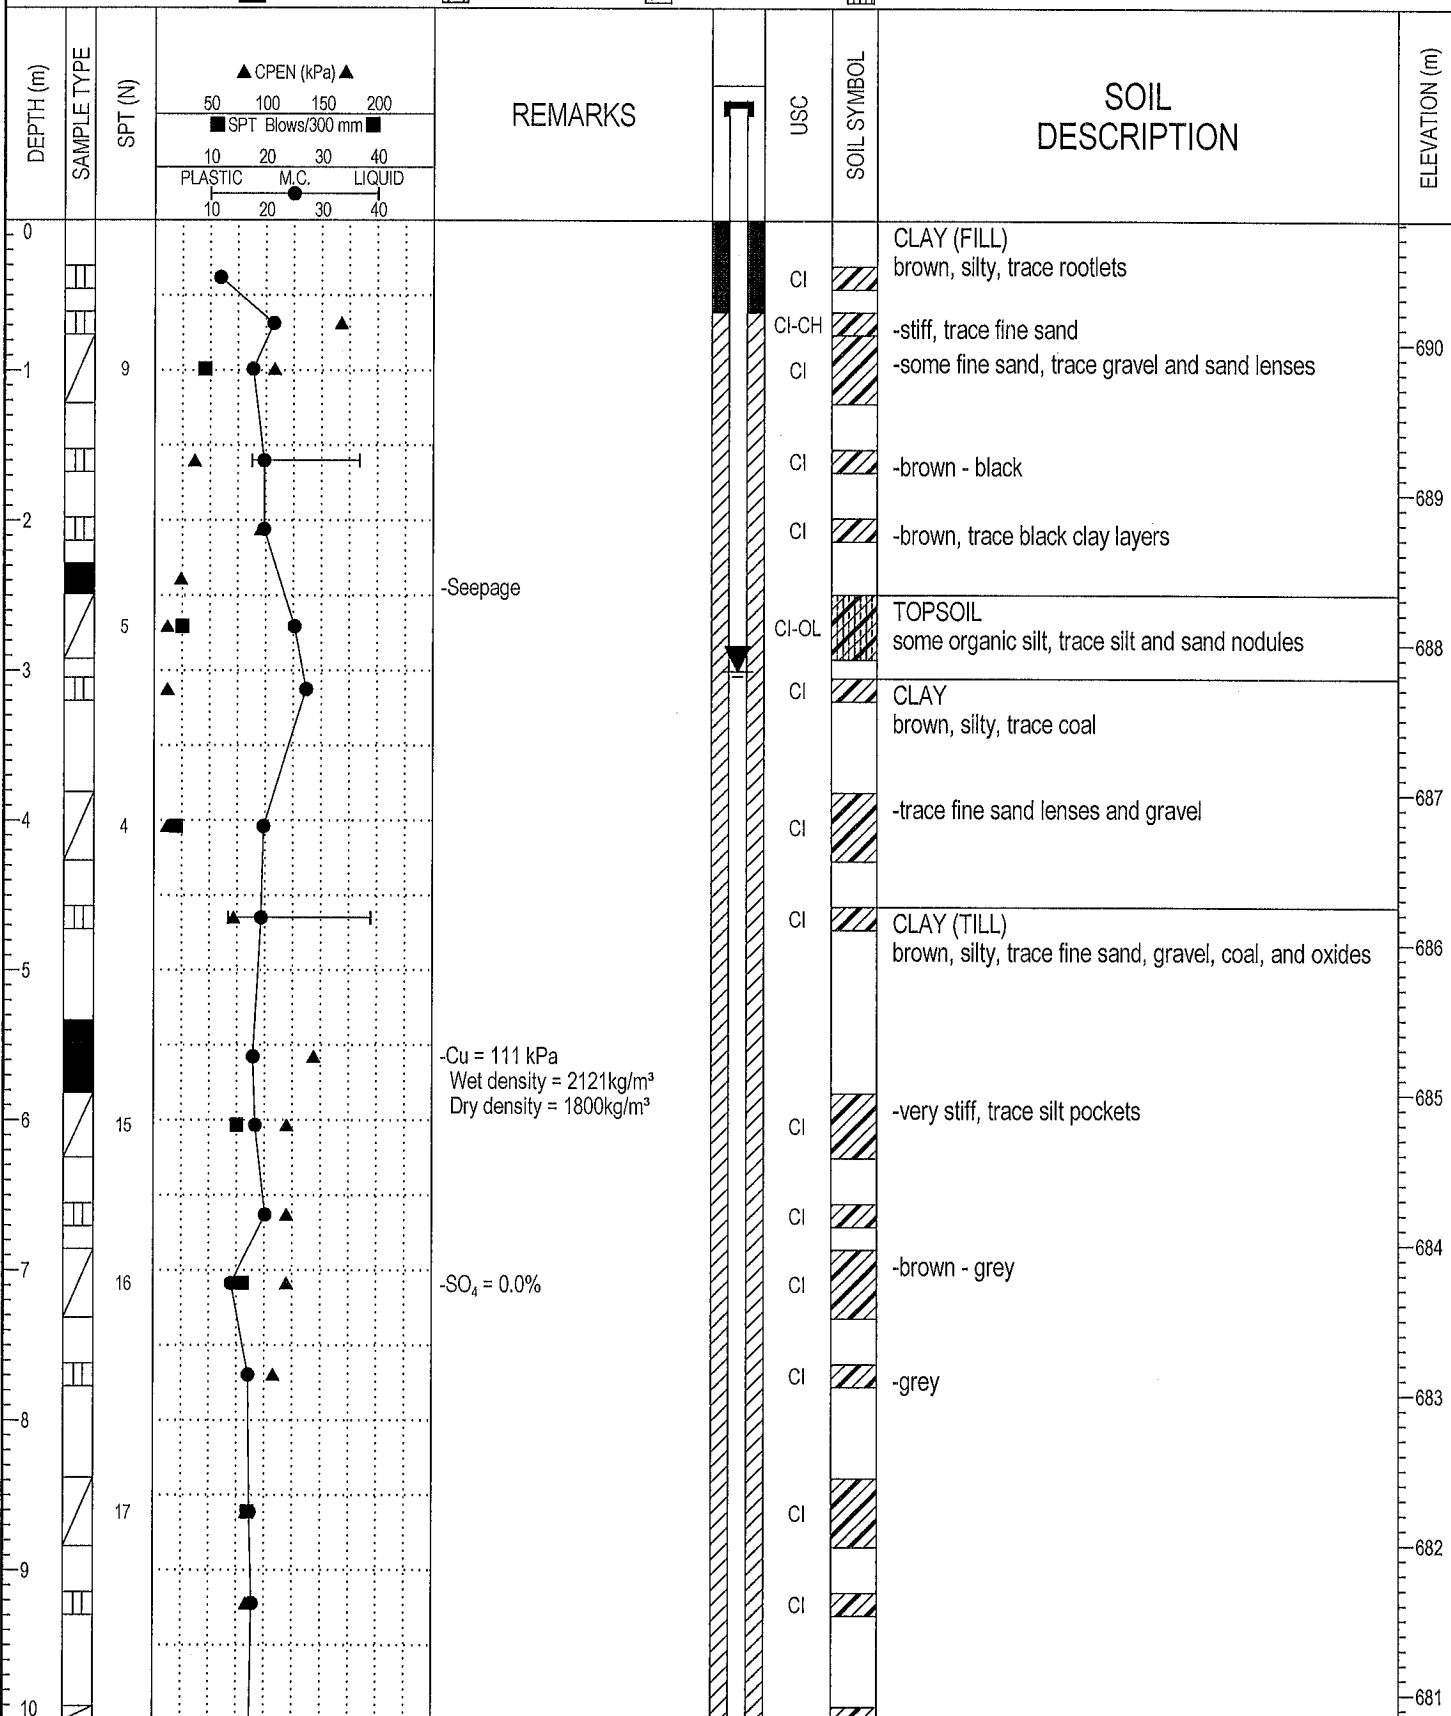 DEPTH (m)
SAMPLE TYPE
SPT (N)
▲ CPEN (kPa) ▲
50 100 150 200
■ SPT Blows/300 mm ■
10 20 30 40
PLASTIC M.C. LIQUID
10 20 30 40
REMARKS
USC
SOIL SYMBOL
SOIL
DESCRIPTION
ELEVATION (m)
0
CLAY (FILL)
CI
brown, silty, trace rootlets
CI-CH
-stiff, trace fine sand
690
1
9
CI
-some fine sand, trace gravel and sand lenses
CI
-brown - black
689
2
CI
-brown, trace black clay layers
-Seepage
TOPSOIL
5
CI-OL
some organic silt, trace silt and sand nodules
688
3
CI
CLAY
brown, silty, trace coal
687
-trace fine sand lenses and gravel
4
4
CI
CI
CLAY (TILL)
brown, silty, trace fine sand, gravel, coal, and oxides
686
5
-Cu = 111 kPa
Wet density = 2121kg/m³
Dry density = 1800kg/m³
685
-very stiff, trace silt pockets
6
15
CI
CI
684
-brown - grey
7
16
-SO₄ = 0.0%
CI
CI
-grey
683
8
17
CI
682
9
CI
681
10